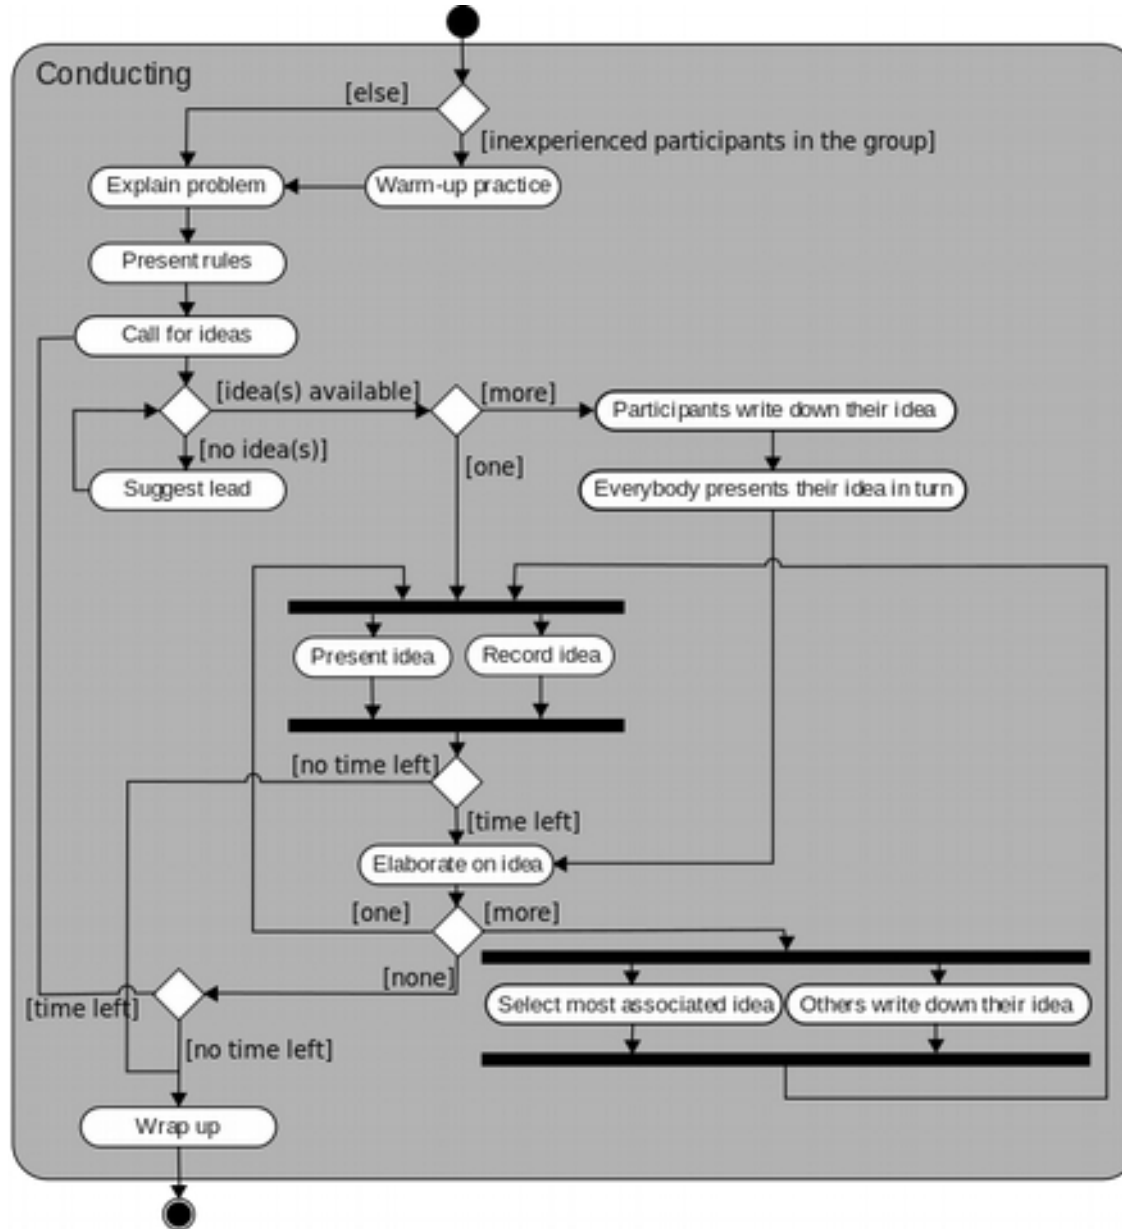 Conducting
[else]
[inexperienced participants in the group]
Explain problem
Warm-up practice
Present rules
Call for ideas
[idea(s) available]
[more]
Participants write down their idea
[no idea(s)]
[one]
Suggest lead
Everybody presents their idea in turn
Present idea
Record idea
[no time left]
[time left]
Elaborate on idea
[one]
[more]
[none]
[time left]
Select most associated idea
Others write down their idea
[no time left]
Wrap up